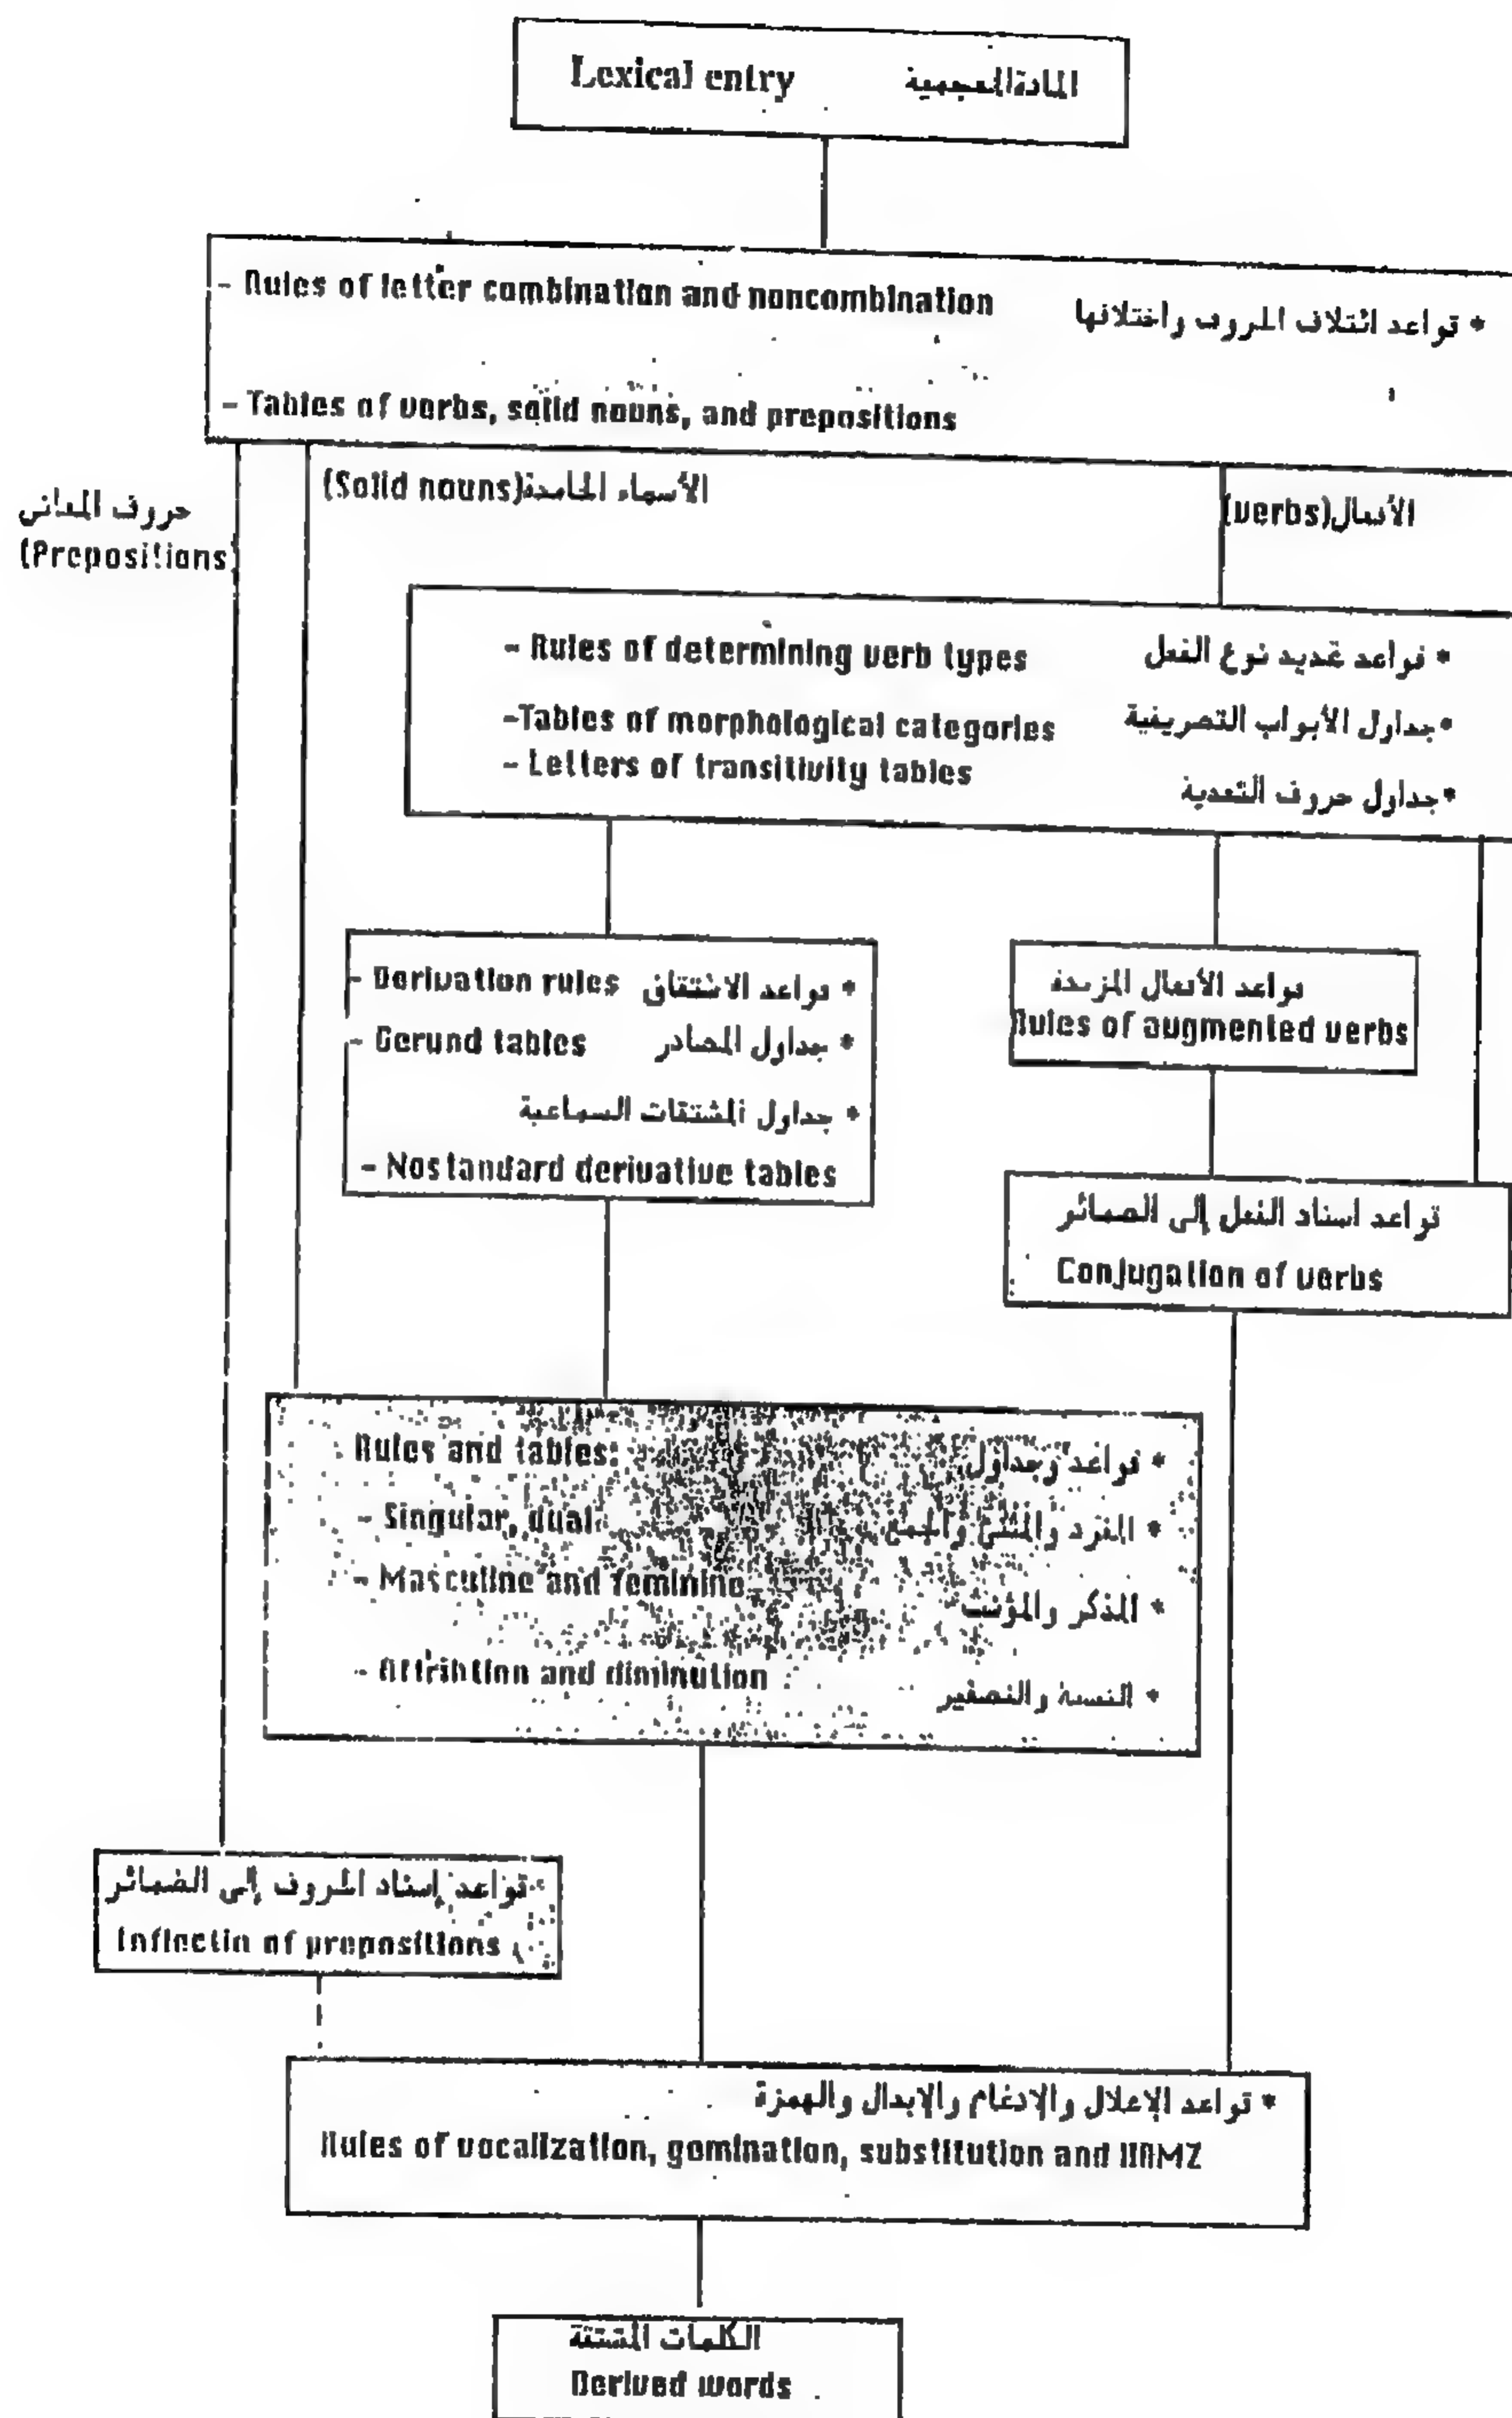 Lexical entry المادة المعجمية
- Rules of letter combination and noncombination * قواعد ائتلاف الحروف واختلافها
- Tables of verbs, solid nouns, and prepositions
(Solid nouns) الأسماء الجامدة
حروف المعاني
(Prepositions)
(verbs) الأفعال
- Rules of determining verb types * قواعد تحديد نوع الفعل
-Tables of morphological categories * جداول الأبواب التصريفية
- Letters of transitivity tables * جداول حروف التعدية
- Derivation rules * قواعد الاشتقاق
- Gerund tables * جداول المصادر
* جداول المشتقات السماعية
- Nostandard derivative tables
قواعد الأفعال المزيدة
Rules of augmented verbs
قواعد اسناد الفعل إلى الضمائر
Conjugation of verbs
Rules and tables: * قواعد وجداول
- Singular, dual * المفرد والمثنى والجمع
- Masculine and feminine * المذكر والمؤنث
- Attribution and diminution * النسبة والتصغير
قواعد إسناد الحروف إلى الضمائر
Inflectin of prepositions
* قواعد الإعلال والإدغام والإبدال والهمزة
Rules of vocalization, gemination, substitution and HAMZ
الكلمات المشتقة
Derived words